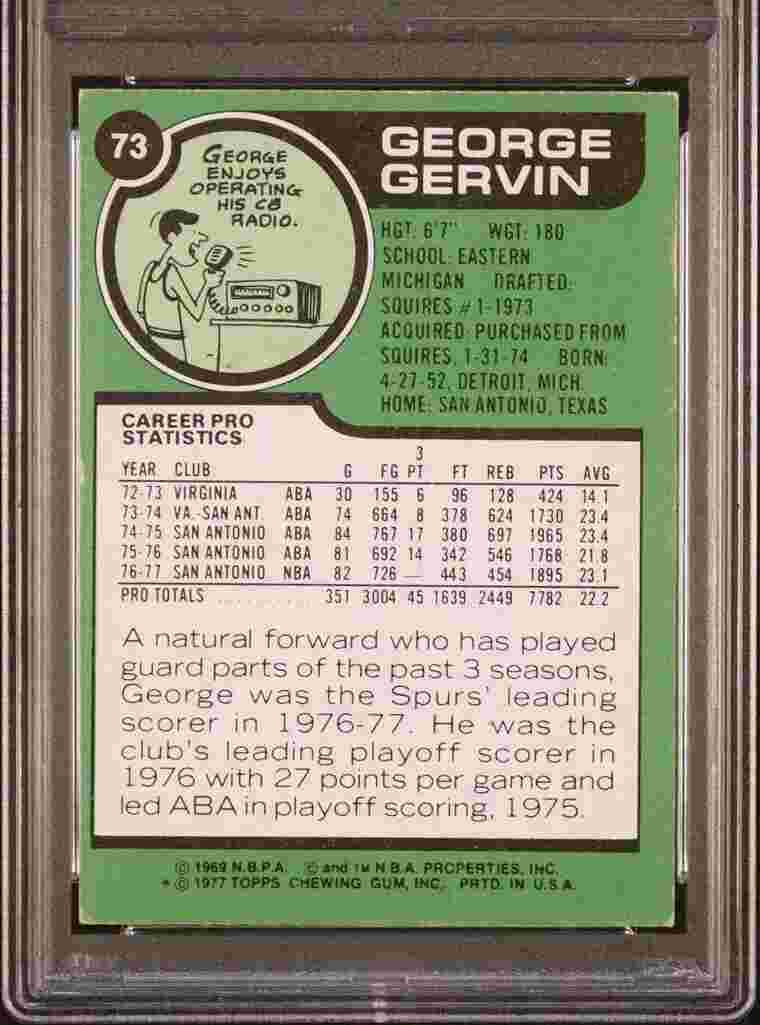 73
GEORGE
ENJOYS
OPERATING
HIS CB
RADIO.
GEORGE
GERVIN
HGT: 6'7" WGT: 180
SCHOOL: EASTERN
MICHIGAN DRAFTED:
SQUIRES #1-1973
ACQUIRED: PURCHASED FROM
SQUIRES, 1-31-74 BORN:
4-27-52, DETROIT, MICH.
HOME: SAN ANTONIO, TEXAS
CAREER PRO
STATISTICS
3
YEAR CLUB G FG PT FT REB PTS AVG
72-73 VIRGINIA ABA 30 155 6 96 128 424 14.1
73-74 VA.-SAN ANT. ABA 74 664 8 378 624 1730 23.4
74-75 SAN ANTONIO ABA 84 767 17 380 697 1965 23.4
75-76 SAN ANTONIO ABA 81 692 14 342 546 1768 21.8
76-77 SAN ANTONIO NBA 82 726 — 443 454 1895 23.1
PRO TOTALS ............ 351 3004 45 1639 2449 7782 22.2
A natural forward who has played
guard parts of the past 3 seasons,
George was the Spurs' leading
scorer in 1976-77. He was the
club's leading playoff scorer in
1976 with 27 points per game and
led ABA in playoff scoring, 1975.
© 1969 N.B.P.A. © and TM N.B.A. PROPERTIES, INC.
* © 1977 TOPPS CHEWING GUM, INC. PRTD. IN U.S.A.